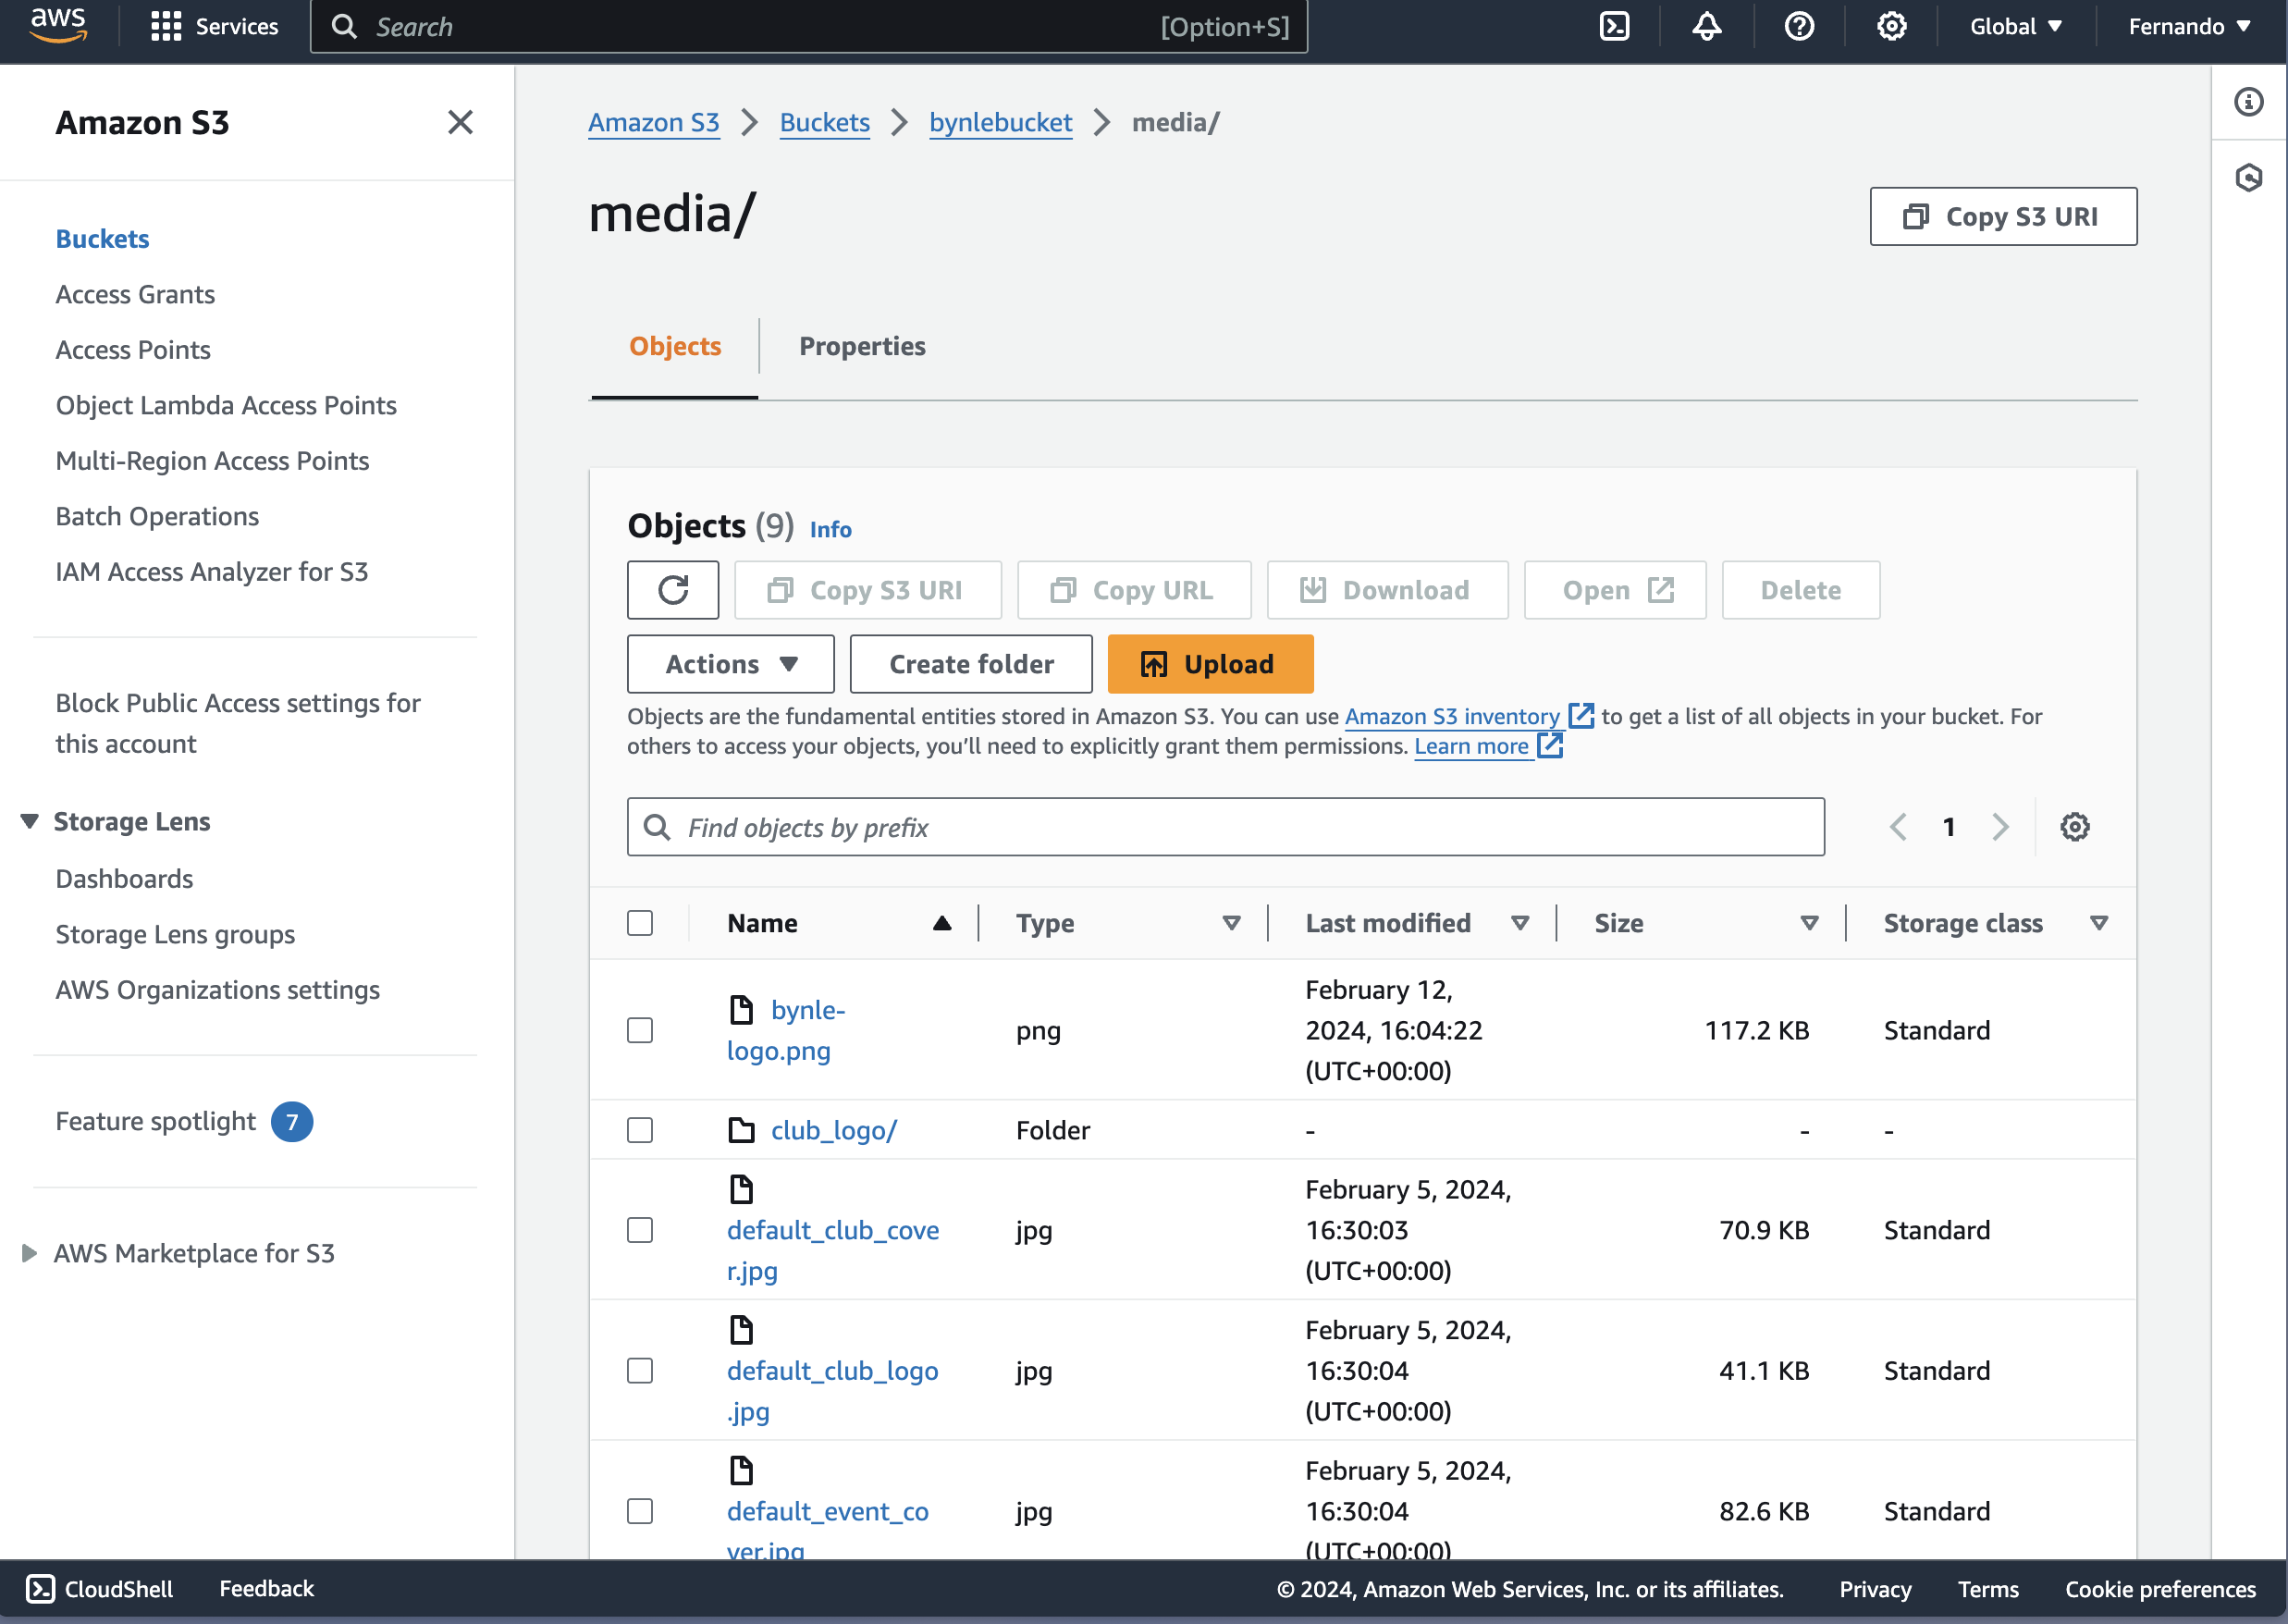 aws
Services
Search
[Option+S]
Global
Fernando
Amazon S3
Buckets
Access Grants
Access Points
Object Lambda Access Points
Multi-Region Access Points
Batch Operations
IAM Access Analyzer for S3
Block Public Access settings for
this account
Storage Lens
Dashboards
Storage Lens groups
AWS Organizations settings
Feature spotlight 7
AWS Marketplace for S3
Amazon S3 > Buckets > bynlebucket > media/
media/
Copy S3 URI
Objects
Properties
Objects (9) Info
Copy S3 URI
Copy URL
Download
Open
Delete
Actions
Create folder
Upload
Objects are the fundamental entities stored in Amazon S3. You can use Amazon S3 inventory to get a list of all objects in your bucket. For
others to access your objects, you’ll need to explicitly grant them permissions. Learn more
Find objects by prefix
1
Name
Type
Last modified
Size
Storage class
bynle-
logo.png
png
February 12,
2024, 16:04:22
(UTC+00:00)
117.2 KB
Standard
club_logo/
Folder
-
-
-
default_club_cove
r.jpg
jpg
February 5, 2024,
16:30:03
(UTC+00:00)
70.9 KB
Standard
default_club_logo
.jpg
jpg
February 5, 2024,
16:30:04
(UTC+00:00)
41.1 KB
Standard
default_event_co
ver.jpg
jpg
February 5, 2024,
16:30:04
(UTC+00:00)
82.6 KB
Standard
CloudShell
Feedback
© 2024, Amazon Web Services, Inc. or its affiliates.
Privacy
Terms
Cookie preferences